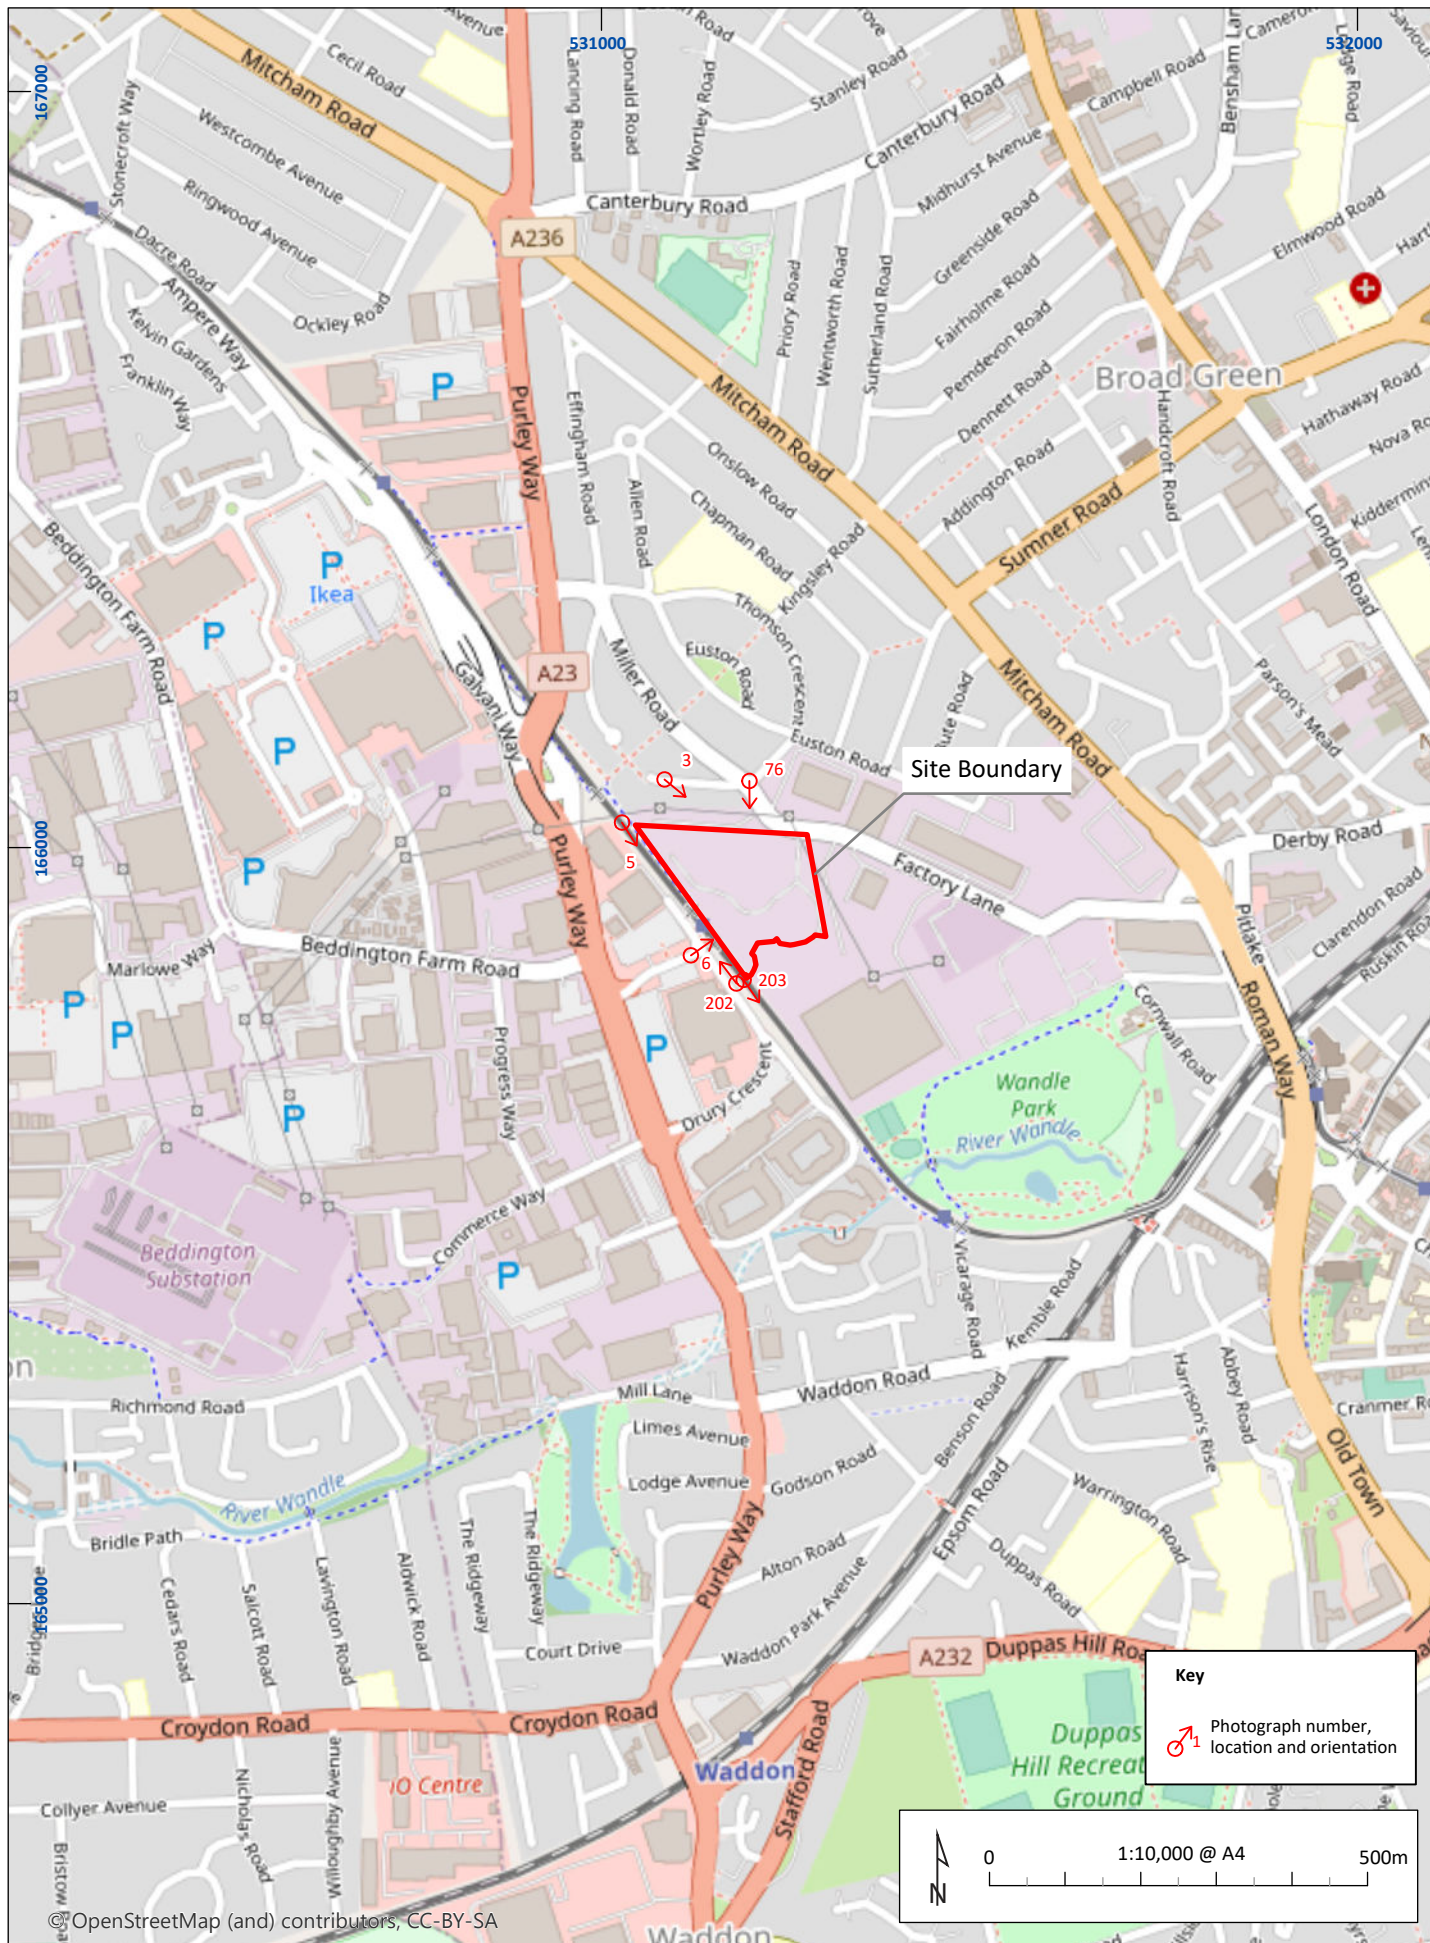 531000
532000
167000
166000
165000
Avenue
Cecil Road
Mitcham Road
Lancing Road
Donald Road
Wortley Road
Stanley Road
Canterbury Road
Campbell Road
Bensham
Stonecroft Way
Westcombe Avenue
Ringwood Avenue
Dacre Road
Ampere Way
Ockley Road
Kelvin Gardens
Franklin Way
Canterbury Road
A236
Priory Road
Wentworth Road
Sutherland Road
Midhurst Avenue
Greenside Road
Fairholme Road
Pemdevon Road
Dennett Road
Addington Road
Elmwood Road
Broad Green
Handcroft Road
Hathaway Road
Sumner Road
London Road
Parson's Mead
P
Purley Way
Effingham Road
Allen Road
Mitcham Road
Onslow Road
Chapman Road
Kingsley Road
Thomson Crescent
Euston Road
Miller Road
Euston Road
Bute Road
Mitcham Road
Beddington Farm Road
P
Ikea
P
P
P
Galvani Way
A23
3
76
5
6
202
203
Site Boundary
Factory Lane
Derby Road
Pitlake
Clarendon Road
Ruskin Road
Purley Way
Marlowe Way
Beddington Farm Road
P
P
P
P
Progress Way
Drury Crescent
Commerce Way
P
Wandle
Park
River Wandle
Cornwall Road
Roman Way
Beddington
Substation
Vicarage Road
Kemble Road
Richmond Road
Mill Lane
Waddon Road
Limes Avenue
Lodge Avenue
Godson Road
Benson Road
Harrison's Rise
Abbey Road
Cranmer
Old Town
River Wandle
Bridle Path
Cedars Road
Salcott Road
Lavington Road
Aldwick Road
The Ridgeway
The Ridgeway
Court Drive
Purley Way
Alton Road
Waddon Park Avenue
Epsom Road
Warrington Road
Duppas Road
A232
Duppas Hill
Croydon Road
Croydon Road
Stafford Road
Waddon
IO Centre
Collyer Avenue
Nicholas Road
Willoughby Avenue
Duppas
Hill Recreat
Ground
Key
1
Photograph number,
location and orientation
N
0
1:10,000 @ A4
500m
© OpenStreetMap (and) contributors, CC-BY-SA
Waddon